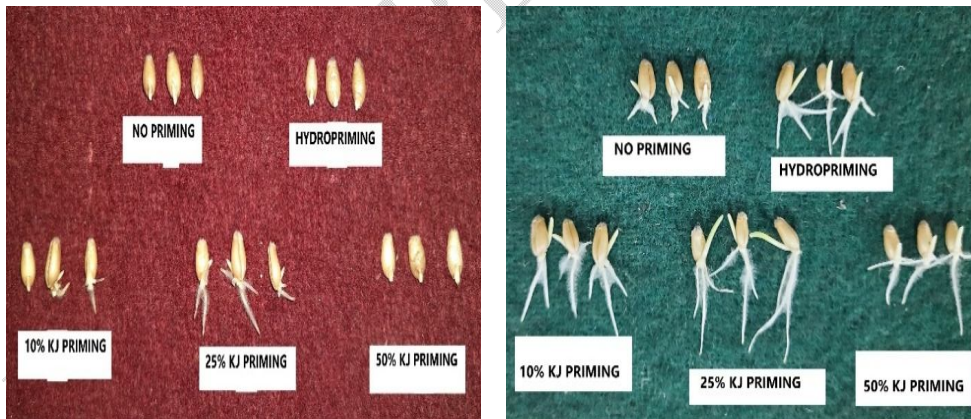 NO PRIMING
HYDROPRIMING
10% KJ PRIMING
25% KJ PRIMING
50% KJ PRIMING
NO PRIMING
HYDROPRIMING
10% KJ PRIMING
25% KJ PRIMING
50% KJ PRIMING